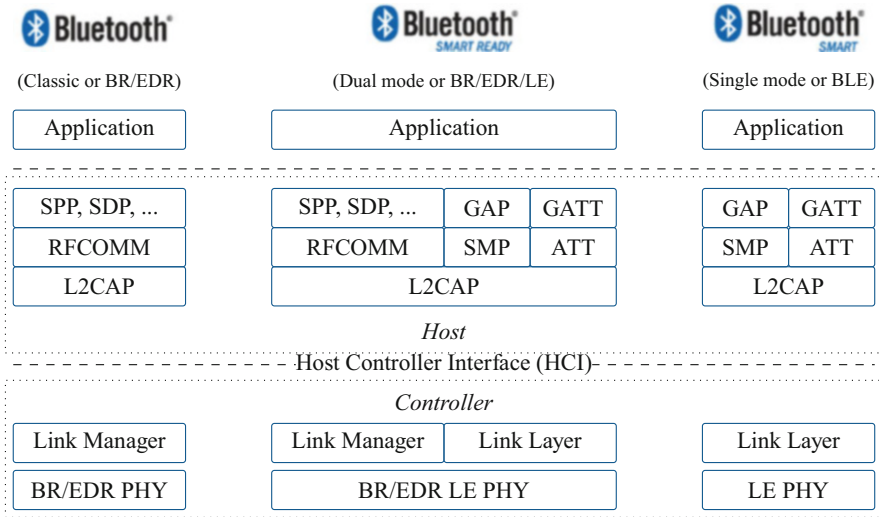 Bluetooth® Bluetooth® Bluetooth®
SMART READY SMART
(Classic or BR/EDR) (Dual mode or BR/EDR/LE) (Single mode or BLE)
Application Application Application
SPP, SDP, ... SPP, SDP, ... GAP GATT GAP GATT
RFCOMM RFCOMM SMP ATT SMP ATT
L2CAP L2CAP L2CAP
Host
Host Controller Interface (HCI)
Controller
Link Manager Link Manager Link Layer Link Layer
BR/EDR PHY BR/EDR LE PHY LE PHY